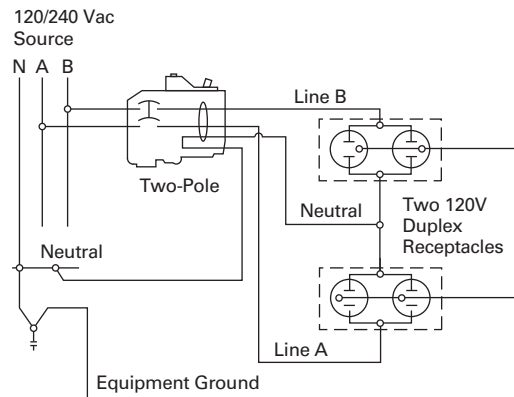 120/240 Vac
Source
N A B
Line B
Two-Pole
Neutral
Two 120V
Duplex
Receptacles
Neutral
Line A
Equipment Ground